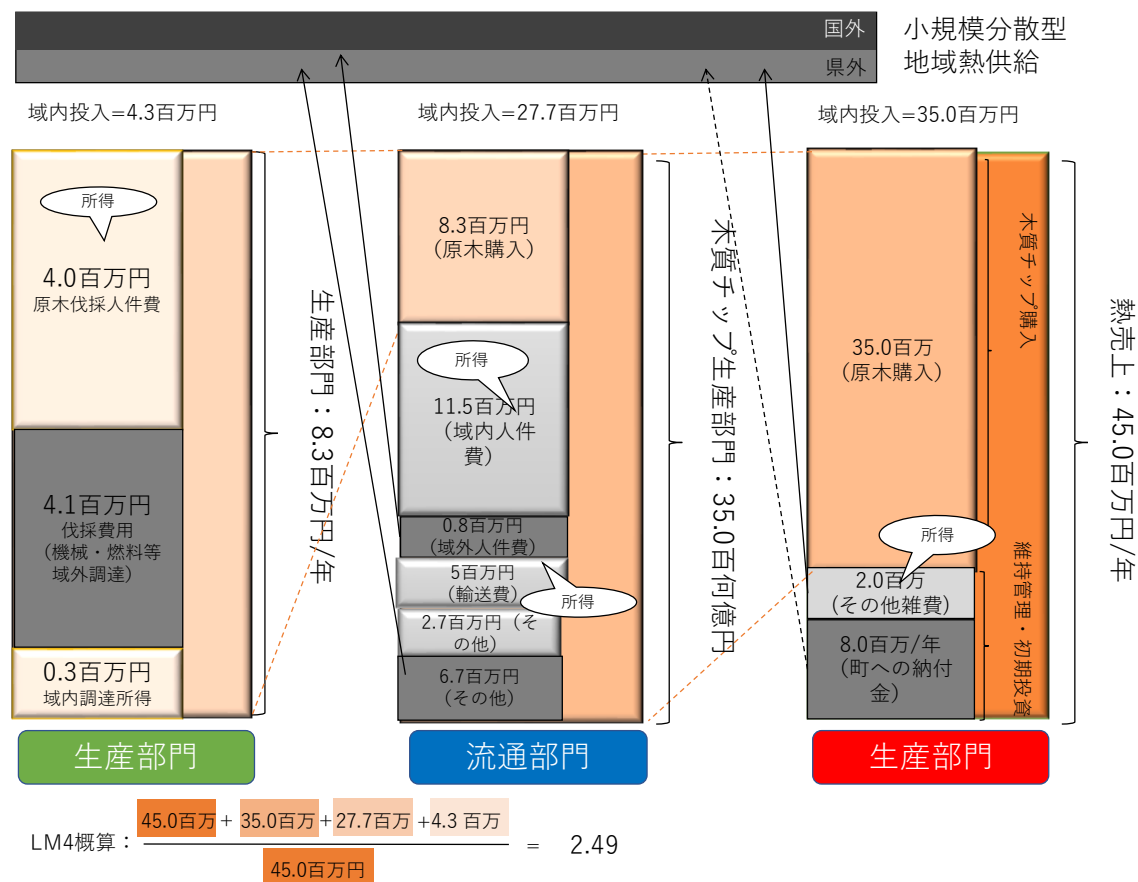 国外
県外
小規模分散型
地域熱供給
域内投入=4.3百万円
域内投入=27.7百万円
域内投入=35.0百万円
所得
4.0百万円
原木伐採人件費
4.1百万円
伐採費用
(機械・燃料等
域外調達)
0.3百万円
域内調達所得
生産部門：8.3百万円/年
8.3百万円
(原木購入)
所得
11.5百万円
(域内人件
費)
0.8百万円
(域外人件費)
5百万円
(輸送費)
所得
2.7百万円 (そ
の他)
6.7百万円
(その他)
木質チップ生産部門：35.0百何億円
35.0百万
(原木購入)
所得
2.0百万
(その他雑費)
8.0百万/年
(町への納付
金)
木質チップ購入
維持管理・初期投資
熱売上：45.0百万円/年
生産部門
流通部門
生産部門
LM4概算：
45.0百万 + 35.0百万 +27.7百万 +4.3 百万
45.0百万円
= 2.49